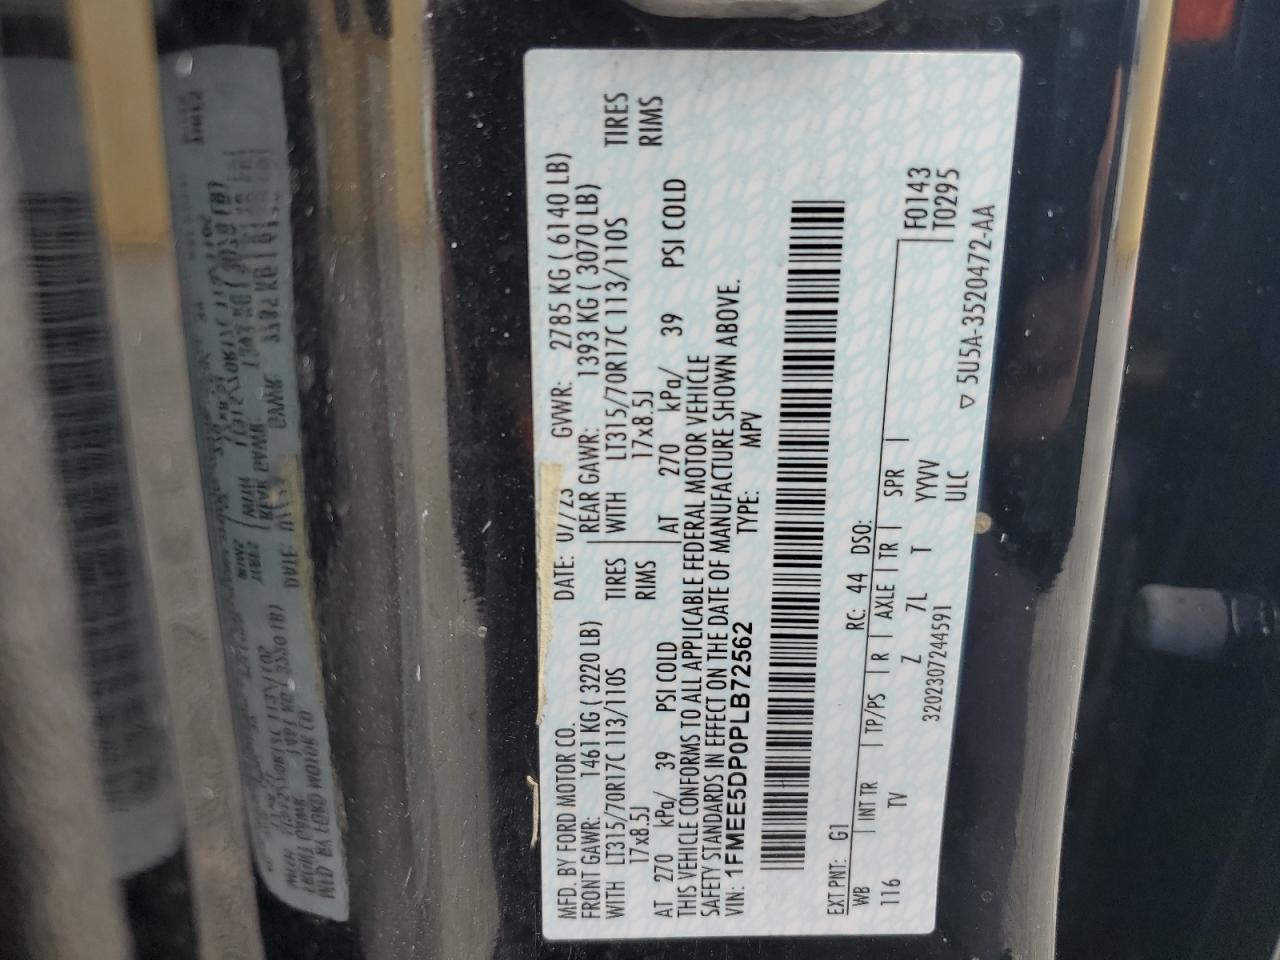 MFD. BY FORD MOTOR CO. DATE: 07/23 GVWR: 2785 KG ( 6140 LB)
FRONT GAWR: 1461 KG ( 3220 LB) REAR GAWR: 1393 KG ( 3070 LB)
WITH LT315/70R17C 113/110S TIRES WITH LT315/70R17C 113/110S TIRES
17x8.5J RIMS 17x8.5J RIMS
AT 270 kPa/ 39 PSI COLD AT 270 kPa/ 39 PSI COLD
THIS VEHICLE CONFORMS TO ALL APPLICABLE FEDERAL MOTOR VEHICLE
SAFETY STANDARDS IN EFFECT ON THE DATE OF MANUFACTURE SHOWN ABOVE.
VIN: 1FMEE5DP0PLB72562 TYPE: MPV
EXT PNT: G1 RC: 44 DSO: F0143
WB INT TR TP/PS R AXLE TR SPR T0295
116 TV Z 7L T YYVV
ULC
3202307244591 ▽ 5U5A-3520472-AA